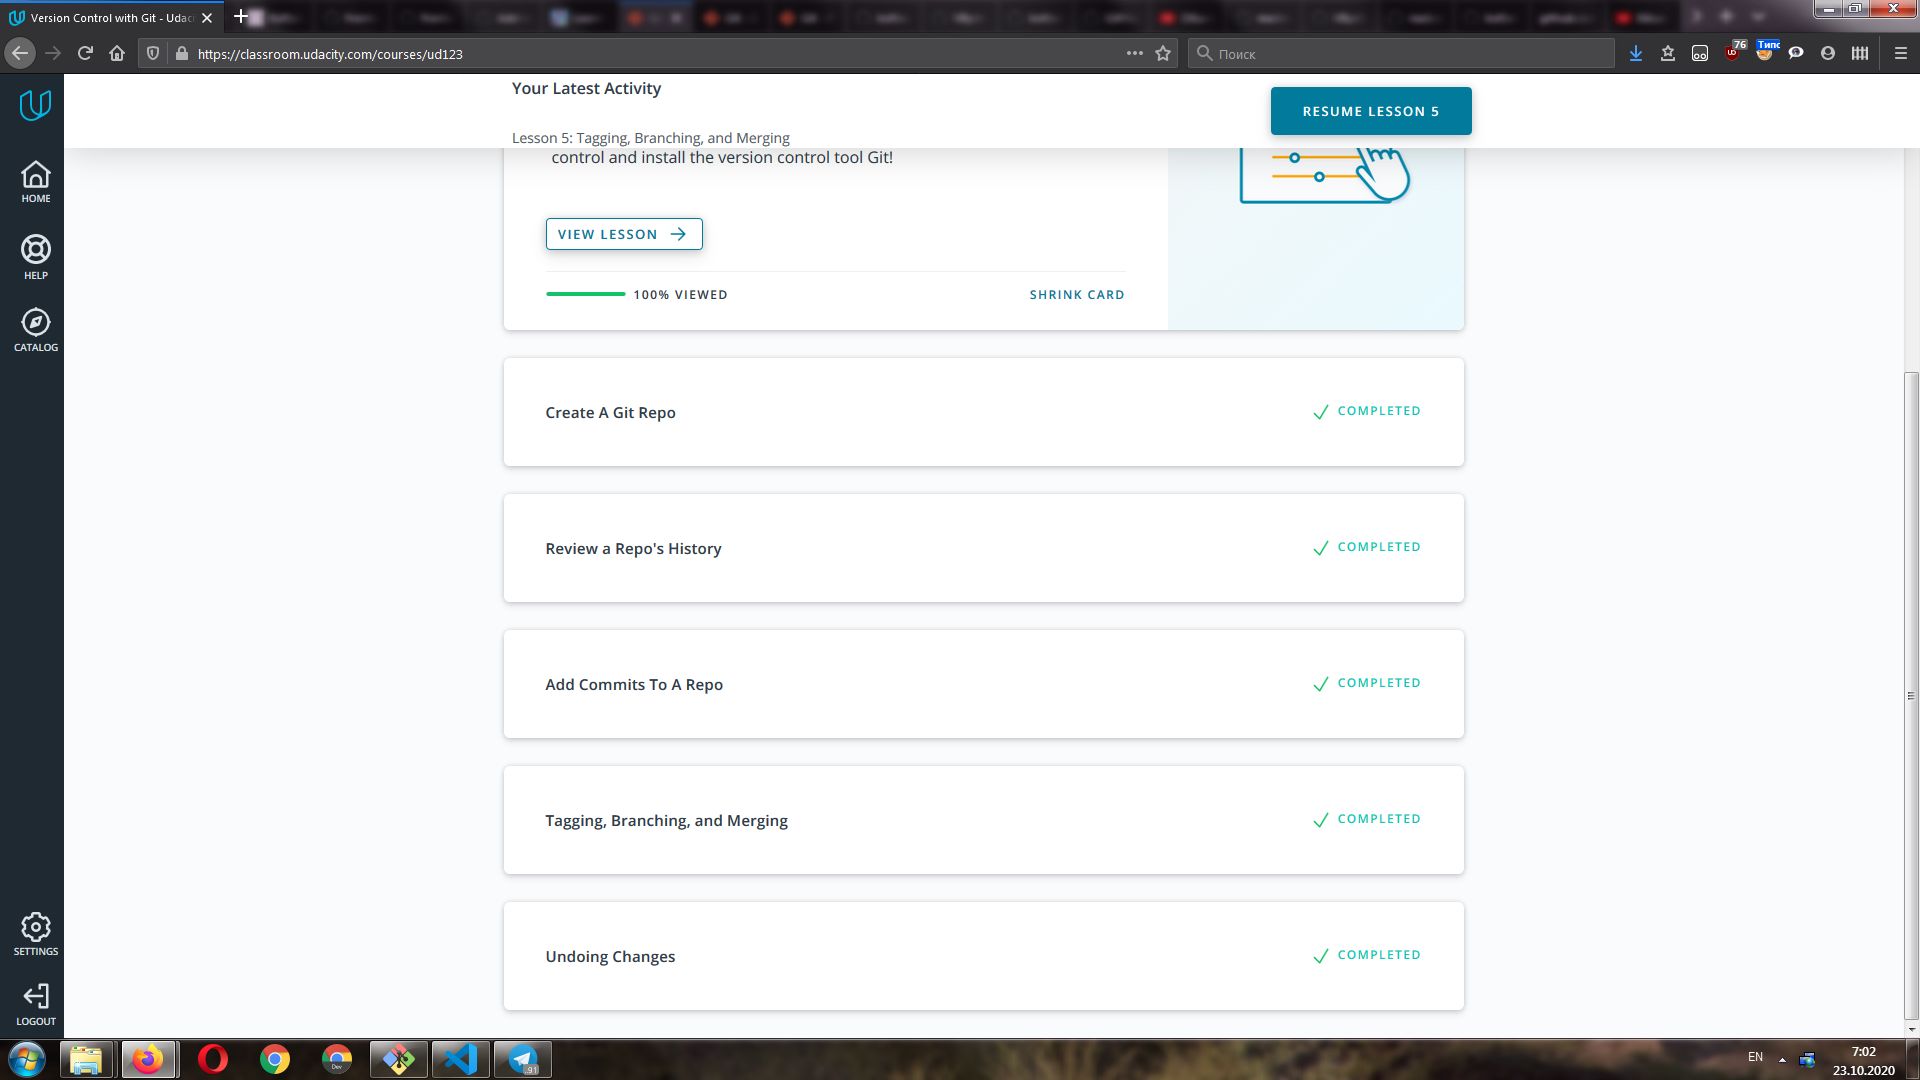 Version Control with Git - Udac
https://classroom.udacity.com/courses/ud123
Поиск
76
Типс
Your Latest Activity
RESUME LESSON 5
Lesson 5: Tagging, Branching, and Merging
control and install the version control tool Git!
HOME
VIEW LESSON
HELP
100% VIEWED
SHRINK CARD
CATALOG
Create A Git Repo
COMPLETED
Review a Repo's History
COMPLETED
Add Commits To A Repo
COMPLETED
Tagging, Branching, and Merging
COMPLETED
Undoing Changes
COMPLETED
SETTINGS
LOGOUT
Dev
91
EN
7:02
23.10.2020